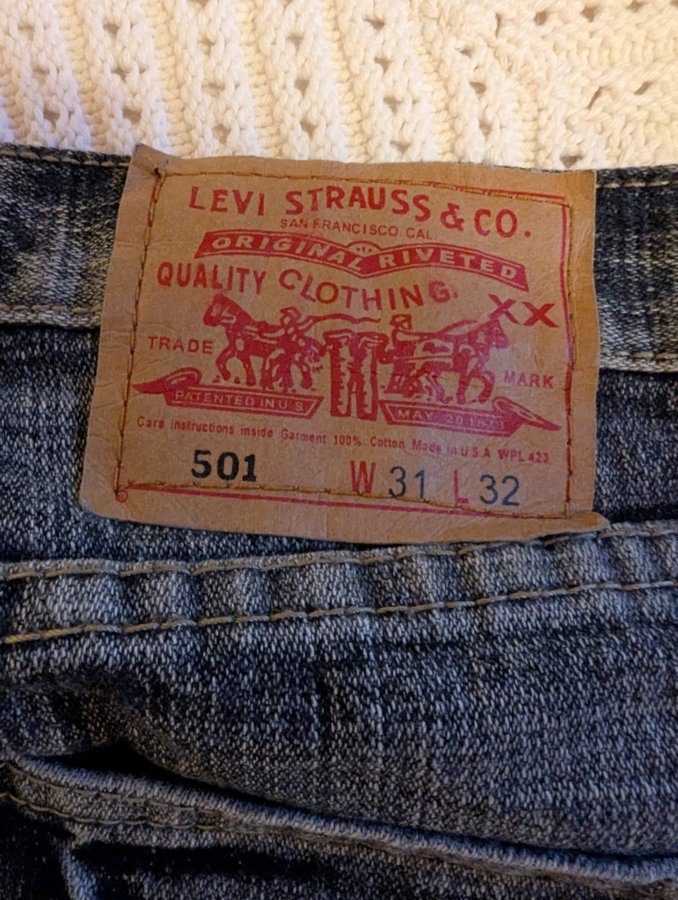 LEVI STRAUSS & CO.
SAN FRANCISCO. CAL.
ORIGINAL RIVETED
QUALITY CLOTHING XX
TRADE MARK
PATENTED IN U.S MAY 20 1873
Care instructions inside Garment 100% Cotton Made in U.S.A WPL 423
501 W 31 L 32